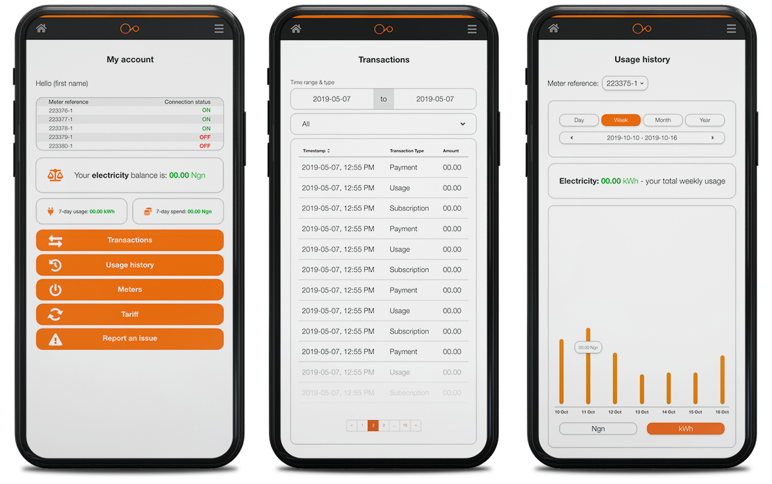 My account
Hello (first name)
Meter reference Connection status
223376-1 ON
223377-1 ON
223378-1 ON
223379-1 OFF
223380-1 OFF
Your electricity balance is: 00.00 Ngn
7-day usage: 00.00 kWh 7-day spend: 00.00 Ngn
Transactions
Usage history
Meters
Tariff
Report an issue
Transactions
Time range & type
2019-05-07 to 2019-05-07
All
Timestamp Transaction Type Amount
2019-05-07, 12:55 PM Payment 00.00
2019-05-07, 12:55 PM Usage 00.00
2019-05-07, 12:55 PM Subscription 00.00
2019-05-07, 12:55 PM Payment 00.00
2019-05-07, 12:55 PM Usage 00.00
2019-05-07, 12:55 PM Subscription 00.00
2019-05-07, 12:55 PM Payment 00.00
2019-05-07, 12:55 PM Usage 00.00
2019-05-07, 12:55 PM Subscription 00.00
2019-05-07, 12:55 PM Payment 00.00
2019-05-07, 12:55 PM Usage 00.00
2019-05-07, 12:55 PM Subscription 00.00
« 1 2 3 ... 10 »
Usage history
Meter reference: 223375-1
Day Week Month Year
2019-10-10 - 2019-10-16
Electricity: 00.00 kWh - your total weekly usage
00.00 Ngn
10 Oct 11 Oct 12 Oct 13 Oct 14 Oct 15 Oct 16 Oct
Ngn kWh